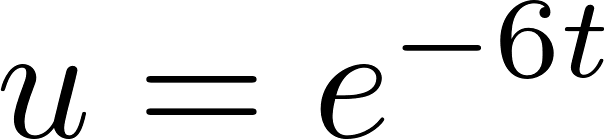 u = e^{-6t}